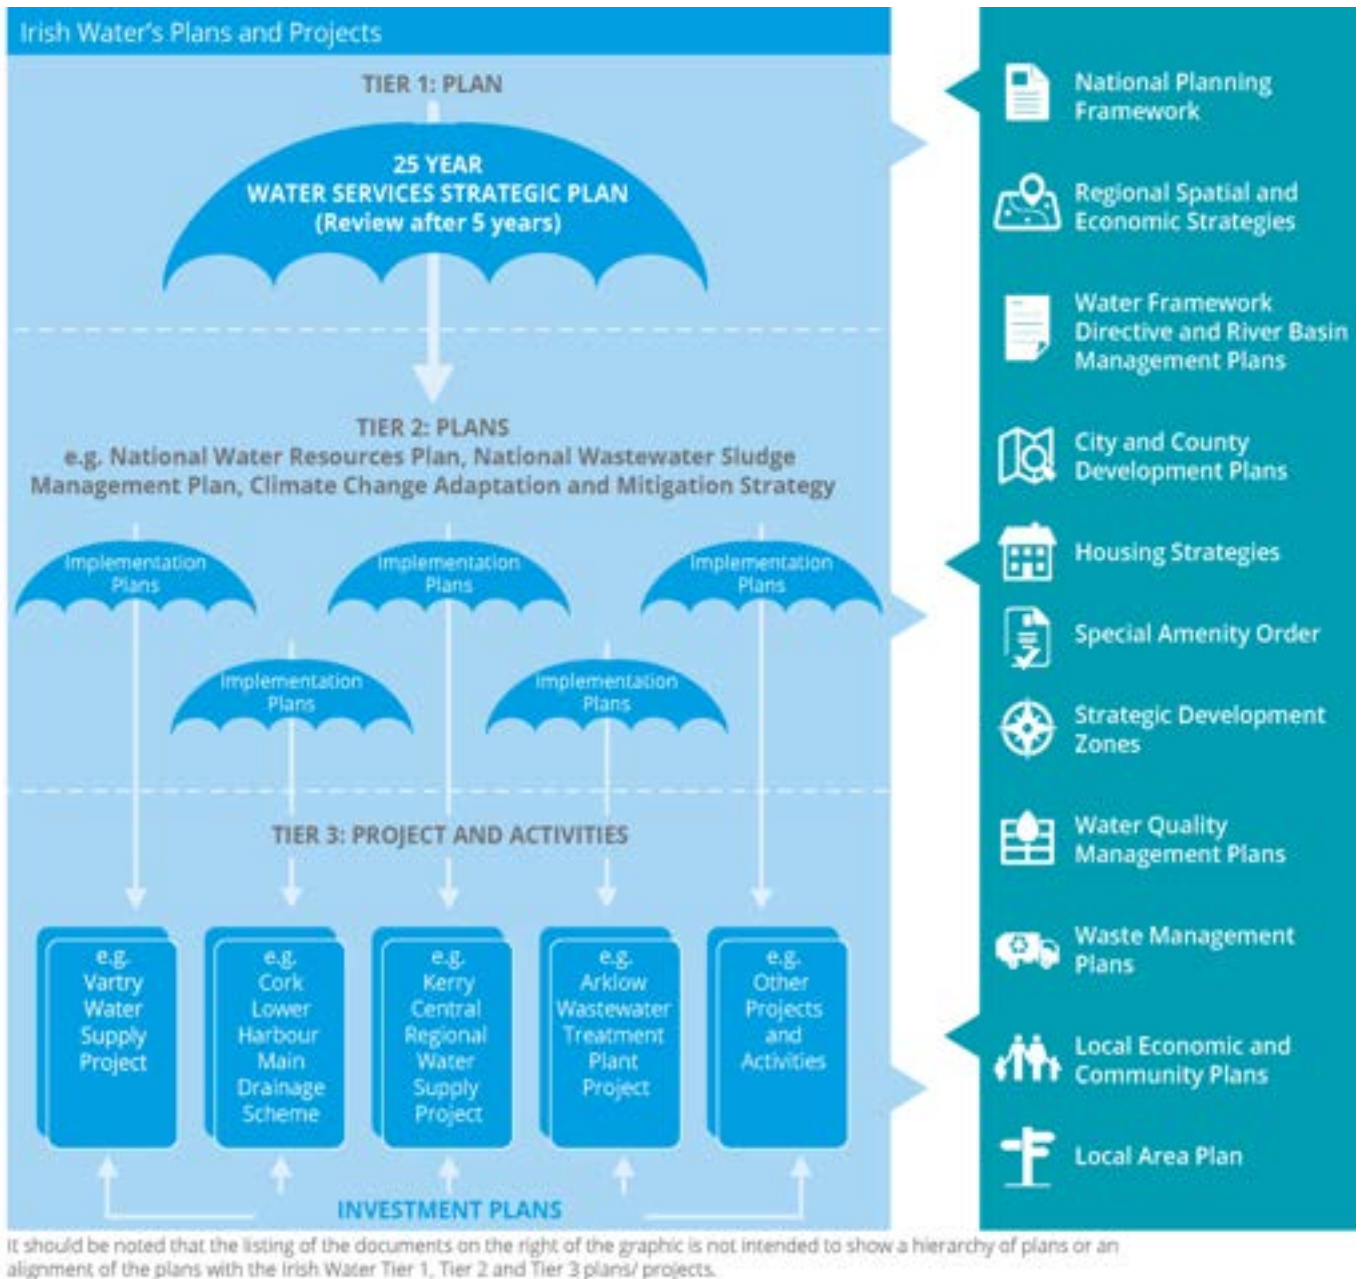 Irish Water's Plans and Projects
TIER 1: PLAN
25 YEAR
WATER SERVICES STRATEGIC PLAN
(Review after 5 years)
TIER 2: PLANS
e.g. National Water Resources Plan, National Wastewater Sludge
Management Plan, Climate Change Adaptation and Mitigation Strategy
Implementation
Plans
Implementation
Plans
Implementation
Plans
Implementation
Plans
Implementation
Plans
TIER 3: PROJECT AND ACTIVITIES
e.g.
Vartry
Water
Supply
Project
e.g.
Cork
Lower
Harbour
Main
Drainage
Scheme
e.g.
Kerry
Central
Regional
Water
Supply
Project
e.g.
Arklow
Wastewater
Treatment
Plant
Project
e.g.
Other
Projects
and
Activities
INVESTMENT PLANS
National Planning
Framework
Regional Spatial and
Economic Strategies
Water Framework
Directive and River Basin
Management Plans
City and County
Development Plans
Housing Strategies
Special Amenity Order
Strategic Development
Zones
Water Quality
Management Plans
Waste Management
Plans
Local Economic and
Community Plans
Local Area Plan
It should be noted that the listing of the documents on the right of the graphic is not intended to show a hierarchy of plans or an
alignment of the plans with the Irish Water Tier 1, Tier 2 and Tier 3 plans/ projects.